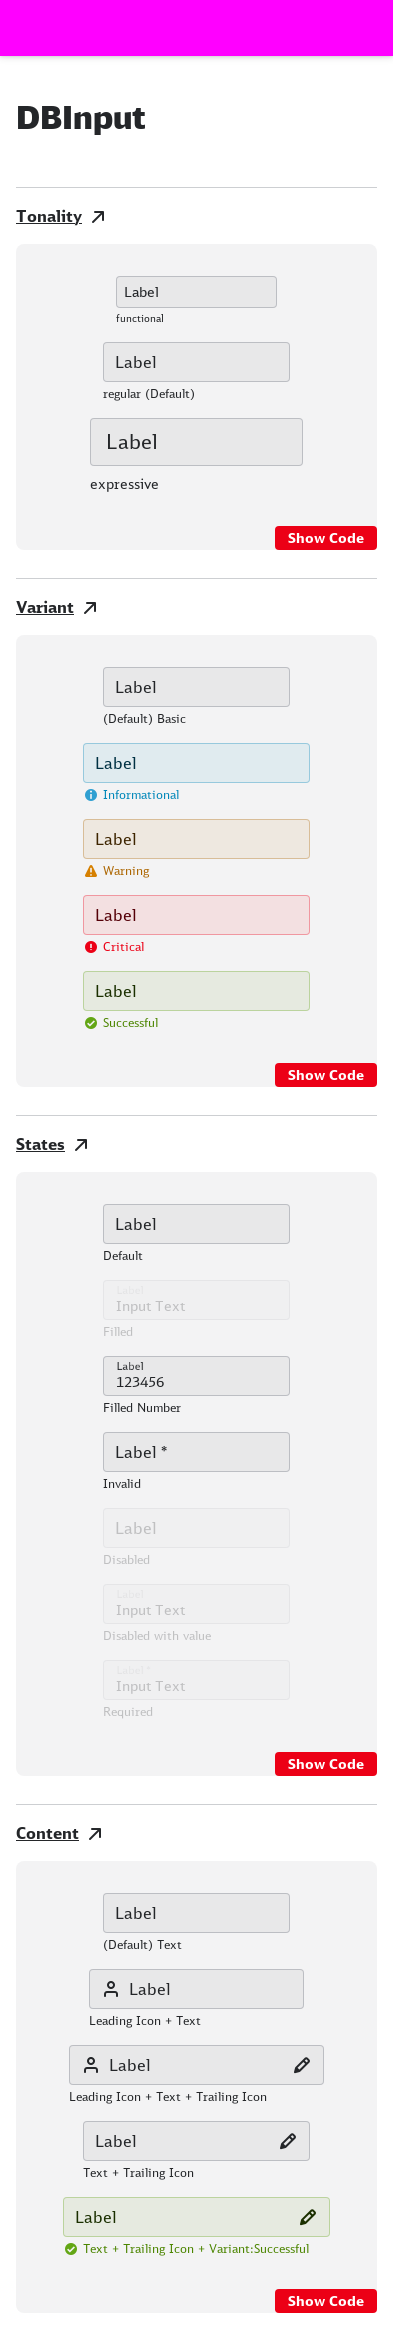 DBInput
Tonality
Label
functional
Label
regular (Default)
Label
expressive
Show Code
Variant
Label
(Default) Basic
Label
Informational
Label
Warning
Label
Critical
Label
Successful
Show Code
States
Label
Default
Label
Input Text
Filled
Label
123456
Filled Number
Label *
Invalid
Label
Disabled
Label
Input Text
Disabled with value
Label *
Input Text
Required
Show Code
Content
Label
(Default) Text
Label
Leading Icon + Text
Label
Leading Icon + Text + Trailing Icon
Label
Text + Trailing Icon
Label
Text + Trailing Icon + Variant:Successful
Show Code